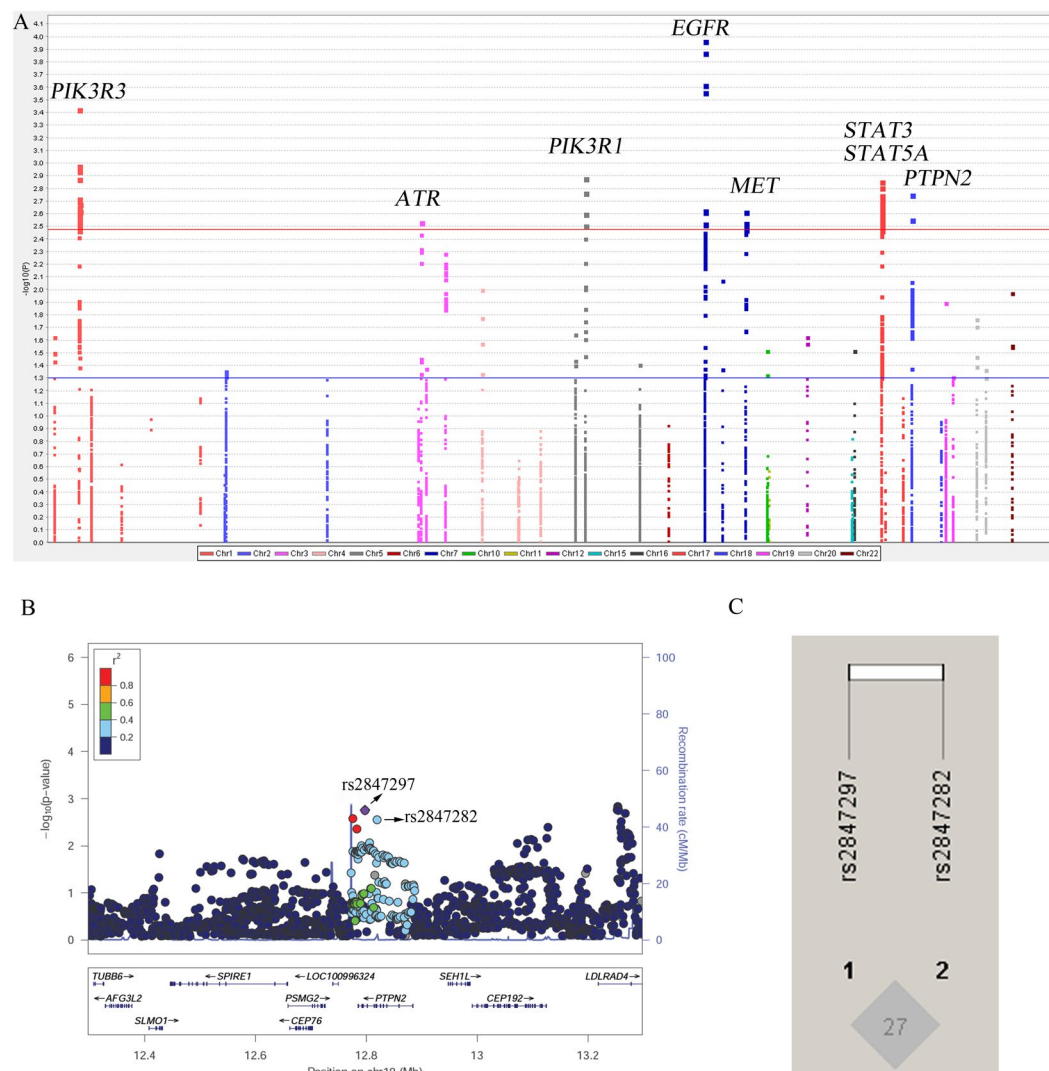 A
4.1
4.0
3.9
3.8
3.7
3.6
3.5
3.4
3.3
3.2
3.1
3.0
2.9
2.8
2.7
2.6
2.5
2.4
2.3
2.2
2.1
2.0
1.9
1.8
1.7
1.6
1.5
1.4
1.3
1.2
1.1
1.0
0.9
0.8
0.7
0.6
0.5
0.4
0.3
0.2
0.1
0.0
-log10(P)
PIK3R3
ATR
PIK3R1
EGFR
MET
STAT3
STAT5A
PTPN2
Chr1 Chr2 Chr3 Chr4 Chr5 Chr6 Chr7 Chr10 Chr11 Chr12 Chr15 Chr16 Chr17 Chr18 Chr19 Chr20 Chr22
B
r2
0.8
0.6
0.4
0.2
6
5
4
3
2
1
0
−log10(p-value)
100
80
60
40
20
0
Recombination rate (cM/Mb)
rs2847297
rs2847282
TUBB6→ ←SPIRE1 ←LOC100996324 SEH1L→ LDLRAD4→
←AFG3L2 PSMG2→ ←PTPN2 CEP192→
SLMO1→ ←CEP76
12.4 12.6 12.8 13 13.2
Position on chr18 (Mb)
C
rs2847297
rs2847282
1 2
27